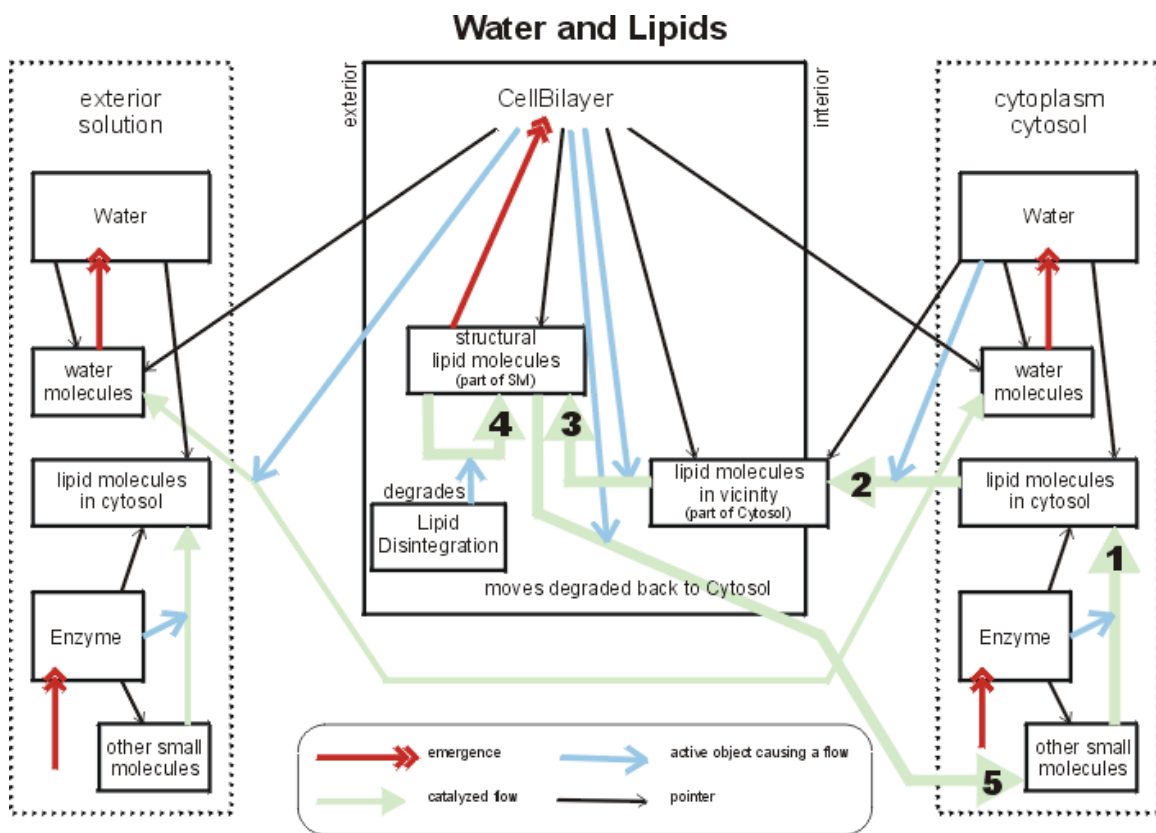 Water and Lipids
exterior
solution
Water
water
molecules
lipid molecules
in cytosol
Enzyme
other small
molecules
exterior
CellBilayer
interior
structural
lipid molecules
(part of SM)
4
3
degrades
Lipid
Disintegration
lipid molecules
in vicinity
(part of Cytosol)
moves degraded back to Cytosol
cytoplasm
cytosol
Water
water
molecules
2
lipid molecules
in cytosol
1
Enzyme
5
other small
molecules
emergence
active object causing a flow
catalyzed flow
pointer